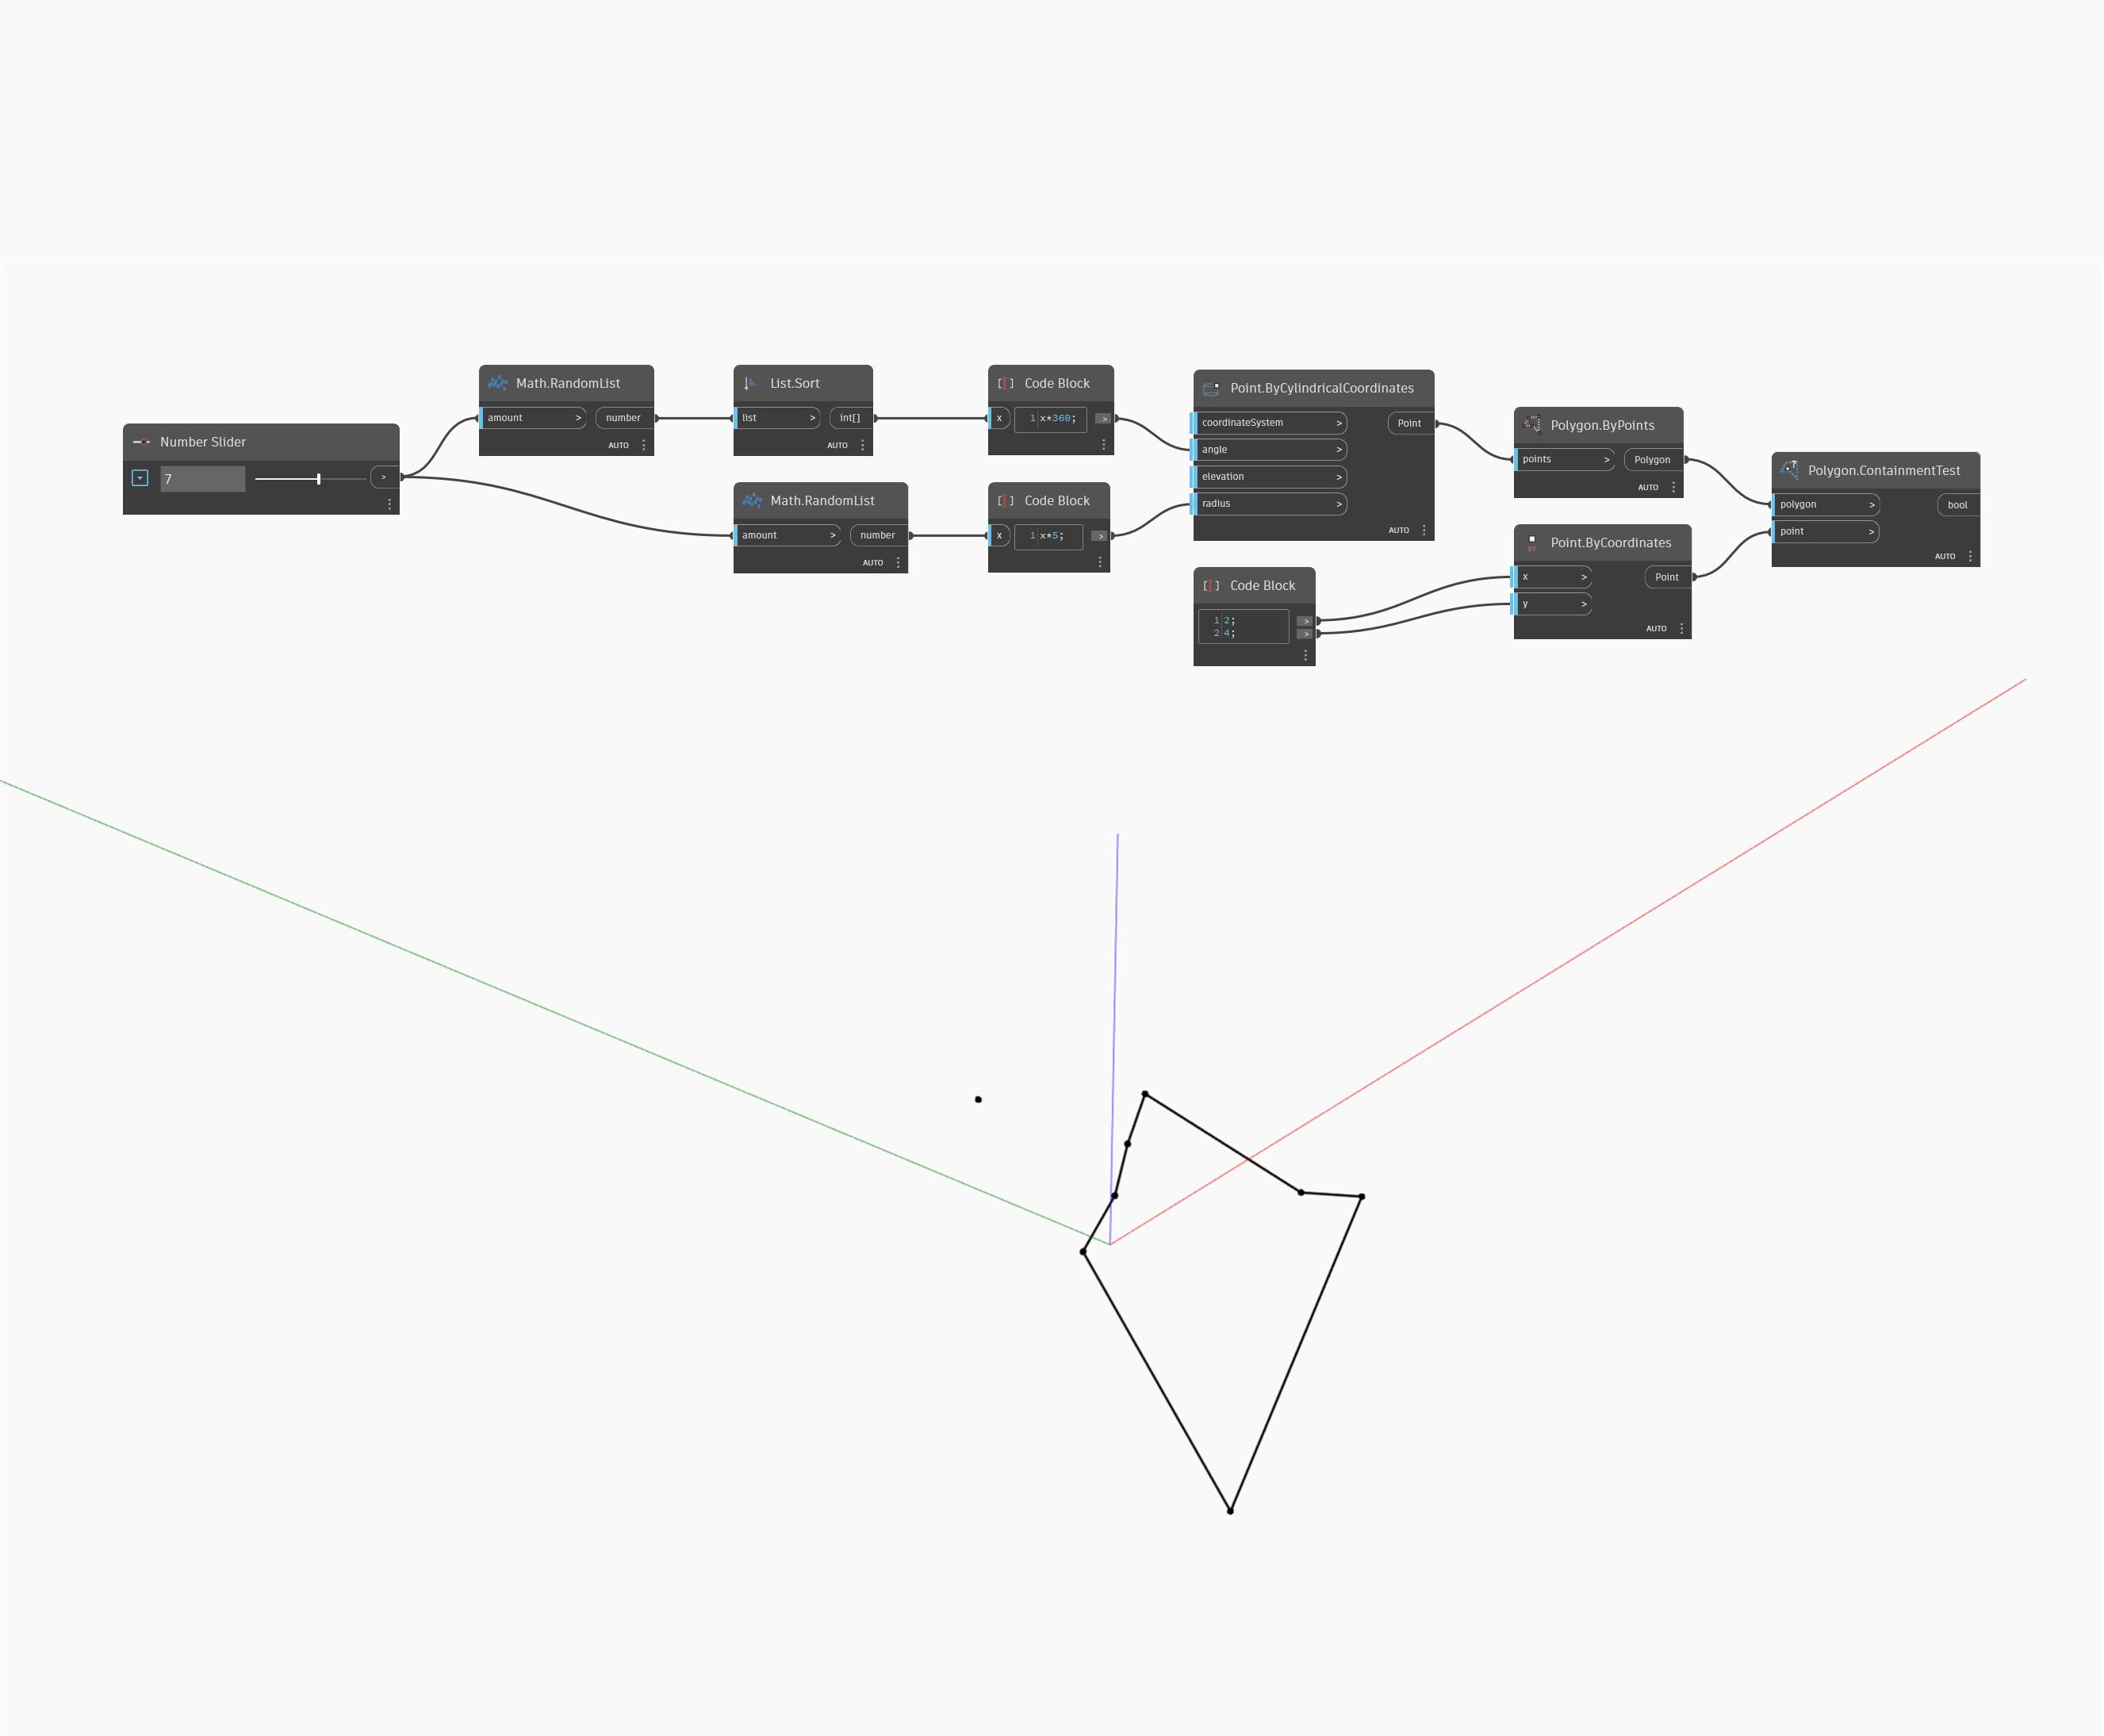 Number Slider
7
>
Math.RandomList
amount > number
AUTO
Math.RandomList
amount > number
AUTO
List.Sort
list > int[]
AUTO
Code Block
x 1 x*360; >
Code Block
x 1 x*5; >
Point.ByCylindricalCoordinates
coordinateSystem > Point
angle >
elevation >
radius >
AUTO
Code Block
1 2; >
2 4; >
Polygon.ByPoints
points > Polygon
AUTO
Point.ByCoordinates
XY
x > Point
y >
AUTO
Polygon.ContainmentTest
polygon > bool
point >
AUTO